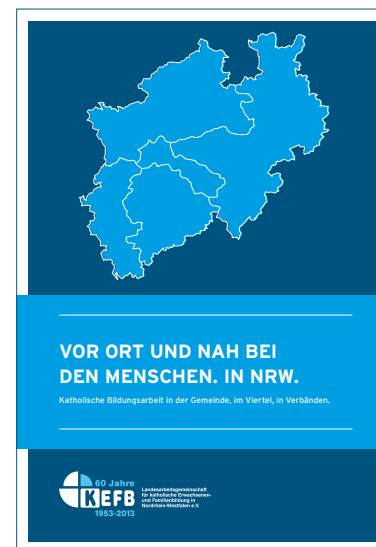 VOR ORT UND NAH BEI
DEN MENSCHEN. IN NRW.
Katholische Bildungsarbeit in der Gemeinde, im Viertel, in Verbänden.
60 Jahre
KEFB
1953-2013
Landesarbeitsgemeinschaft
für katholische Erwachsenen-
und Familienbildung in
Nordrhein-Westfalen e.V.